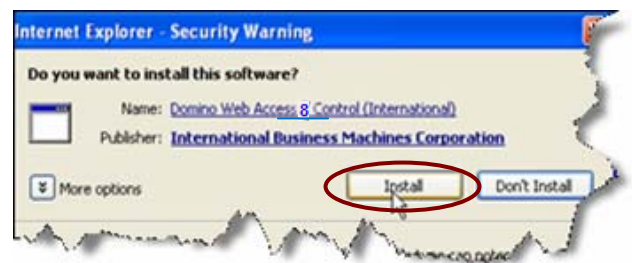 Internet Explorer - Security Warning
Do you want to install this software?
Name: Domino Web Access 8 Control (International)
Publisher: International Business Machines Corporation
More options
Install
Don't Install